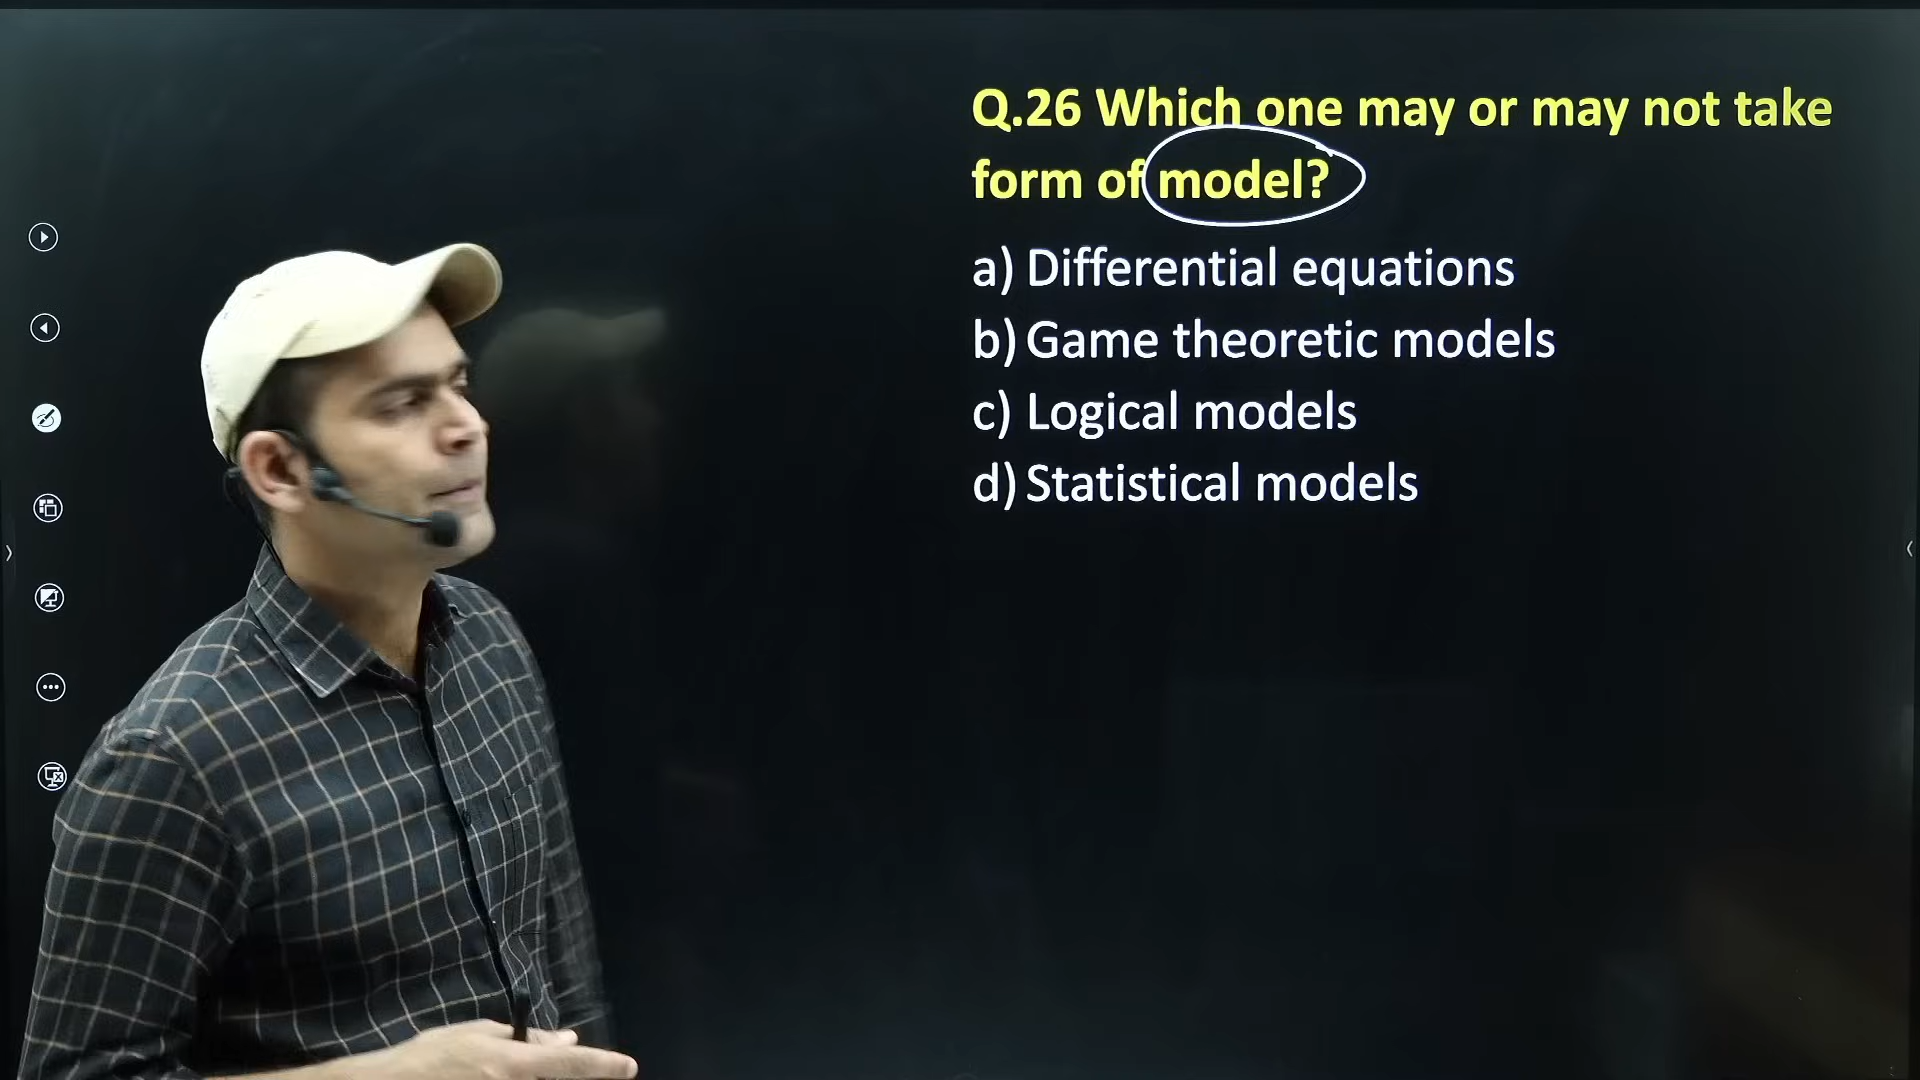 Q.26 Which one may or may not take
form of model?
a) Differential equations
b) Game theoretic models
c) Logical models
d) Statistical models